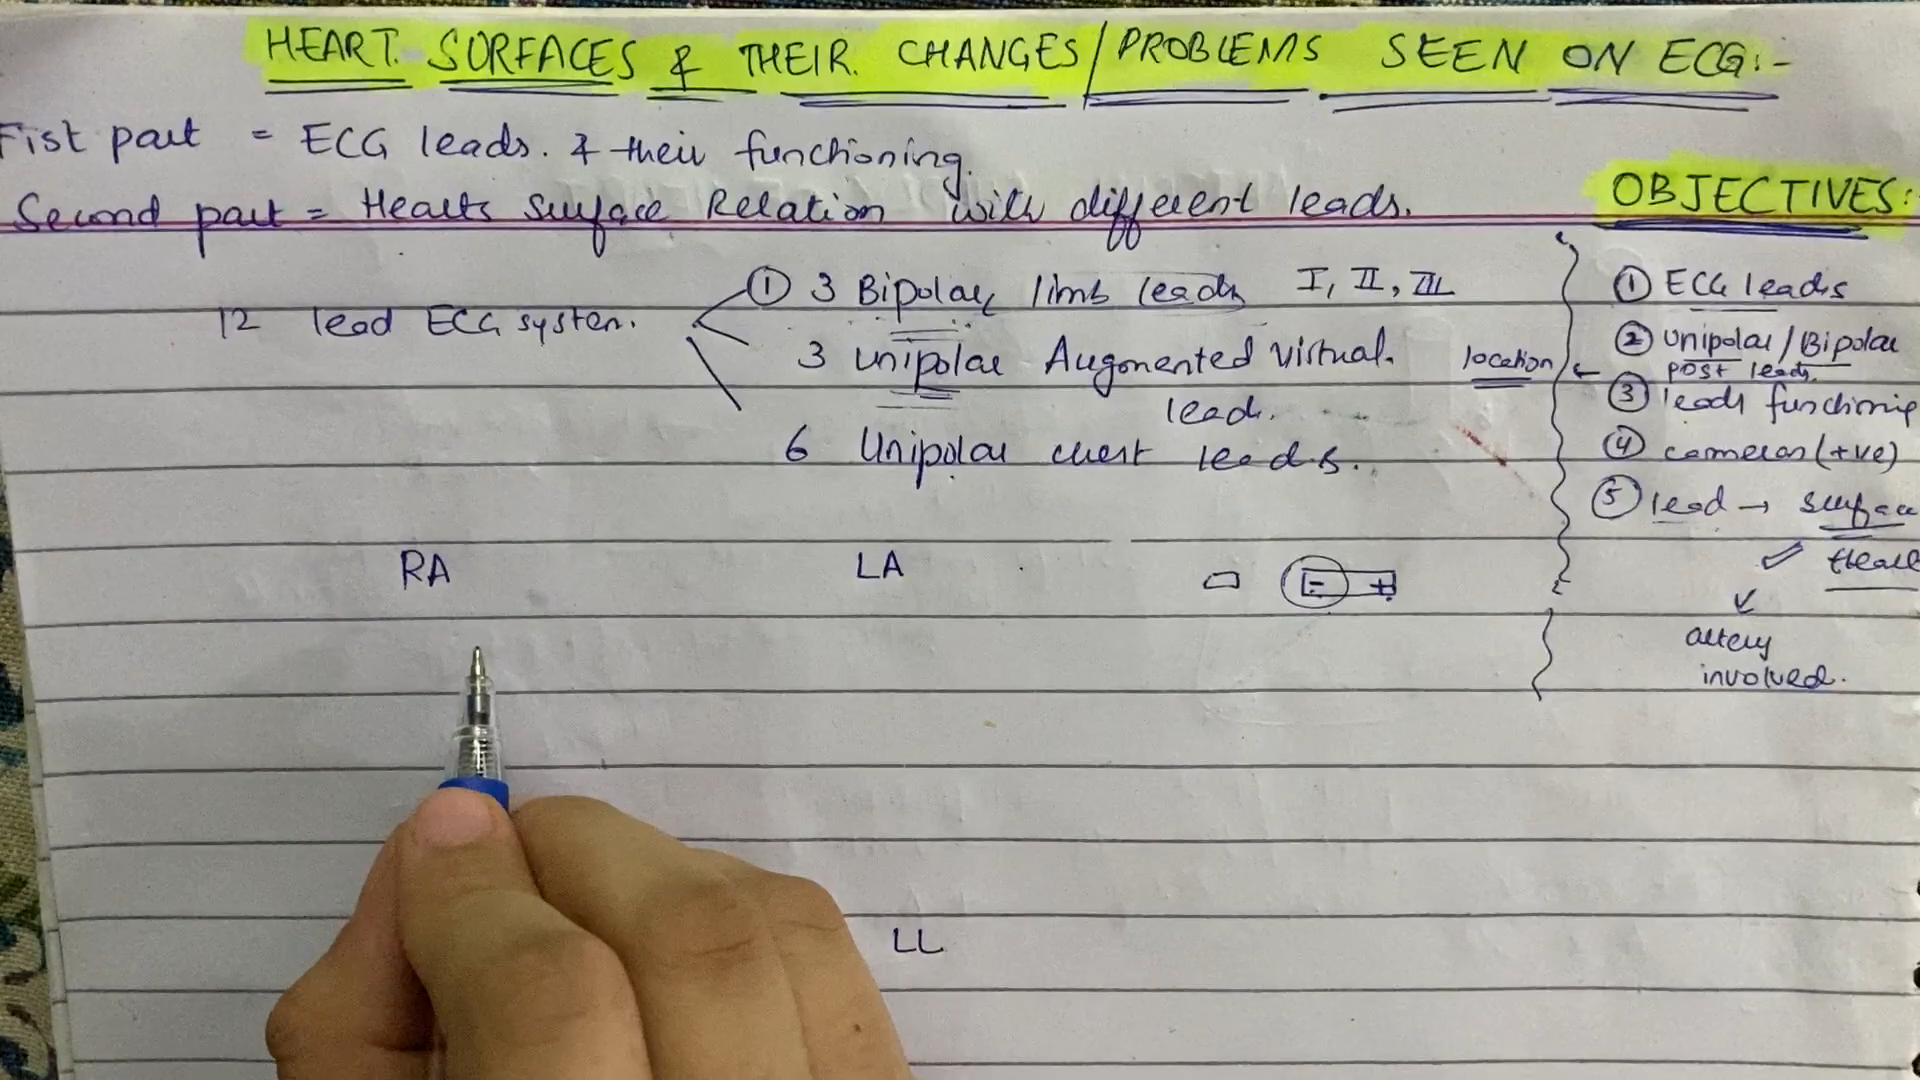 HEART. SURFACES & THEIR. CHANGES/PROBLEMS SEEN ON ECG:-
Fist part = ECG leads. & their functioning.
Second part = Hearts surface Relation with different leads.
OBJECTIVES:
12 lead ECG system.
① 3 Bipolar limb leads I, II, III
3 unipolar Augmented virtual.
lead.
6 Unipolar chest leads.
location
① ECG leads
② unipolar/Bipolar
post leads.
③ leads functioning
④ cameras (+ve)
⑤ lead → surface
Heart
artery
involved.
RA LA - +
LL